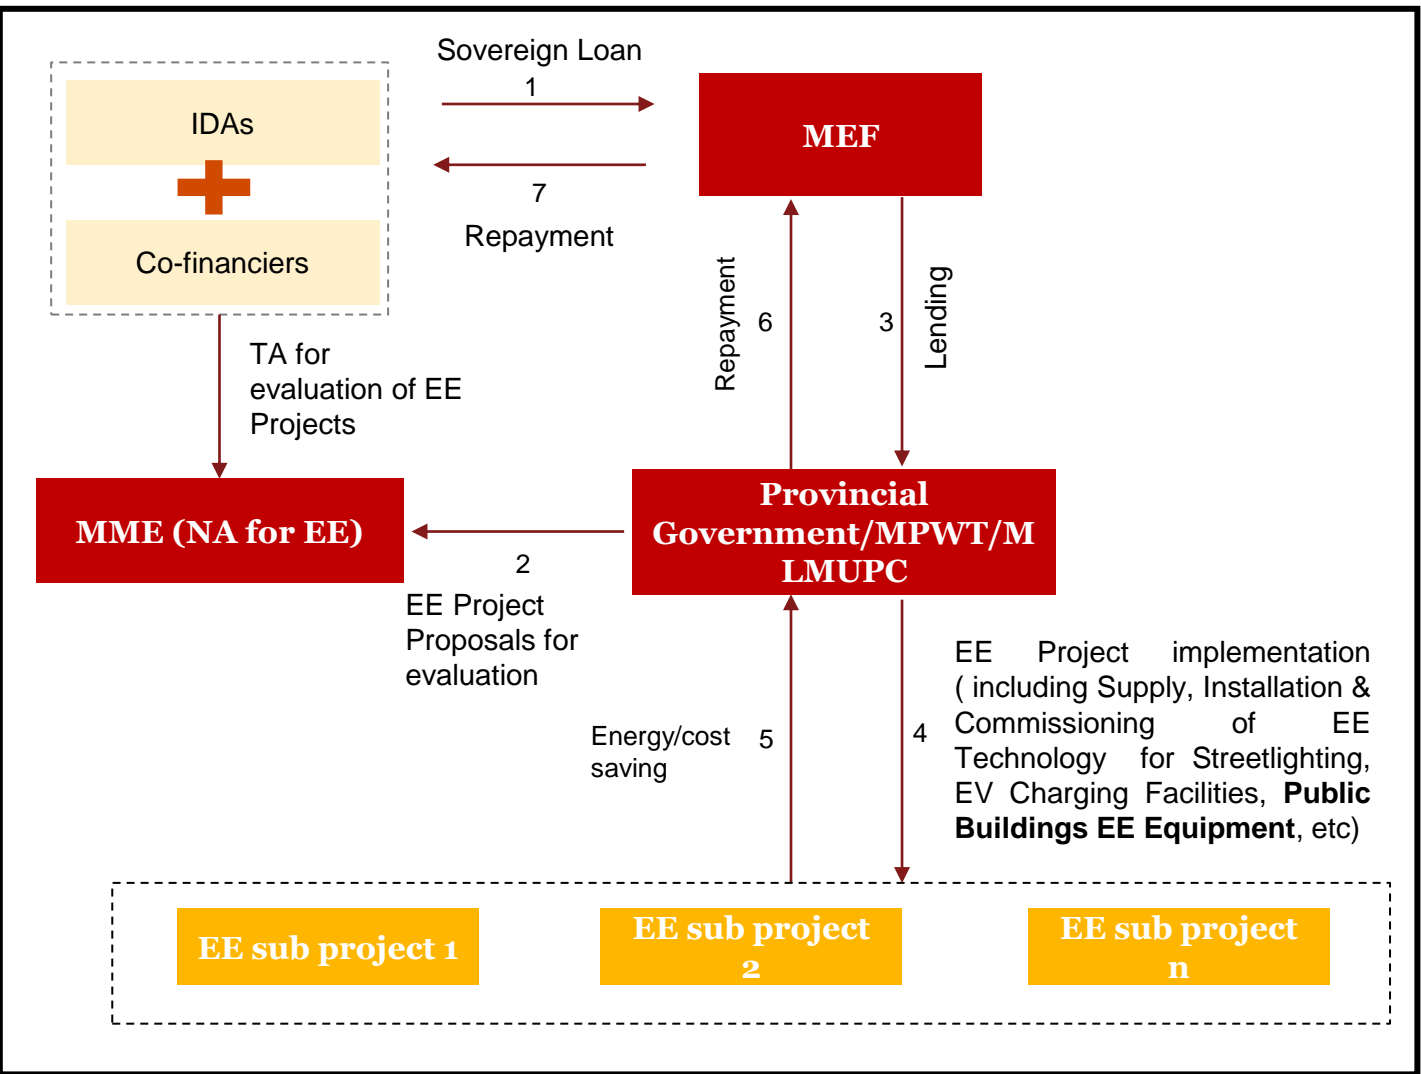 Sovereign Loan
1
IDAs
MEF
7
Repayment
Co-financiers
Repayment
6
3
Lending
TA for
evaluation of EE
Projects
MME (NA for EE)
Provincial
Government/MPWT/M
LMUPC
2
EE Project
Proposals for
evaluation
EE Project implementation
( including Supply, Installation &
Commissioning of EE
Technology for Streetlighting,
EV Charging Facilities, Public
Buildings EE Equipment, etc)
Energy/cost
saving
5
4
EE sub project 1
EE sub project
2
EE sub project
n